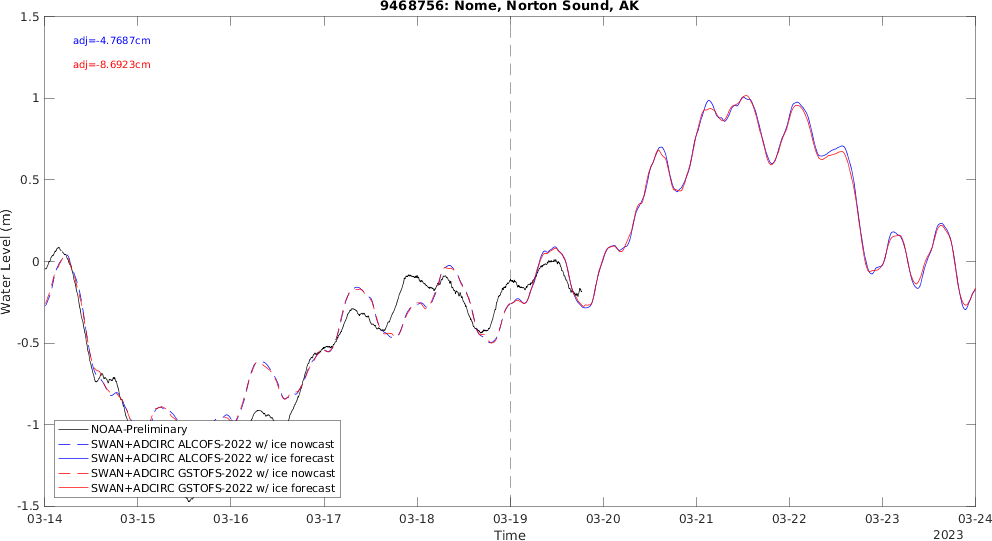 9468756: Nome, Norton Sound, AK
1.5
adj=-4.7687cm
adj=-8.6923cm
1
0.5
0
-0.5
-1
-1.5
Water Level (m)
NOAA-Preliminary
SWAN+ADCIRC ALCOFS-2022 w/ ice nowcast
SWAN+ADCIRC ALCOFS-2022 w/ ice forecast
SWAN+ADCIRC GSTOFS-2022 w/ ice nowcast
SWAN+ADCIRC GSTOFS-2022 w/ ice forecast
03-14 03-15 03-16 03-17 03-18 03-19 03-20 03-21 03-22 03-23 03-24
Time
2023